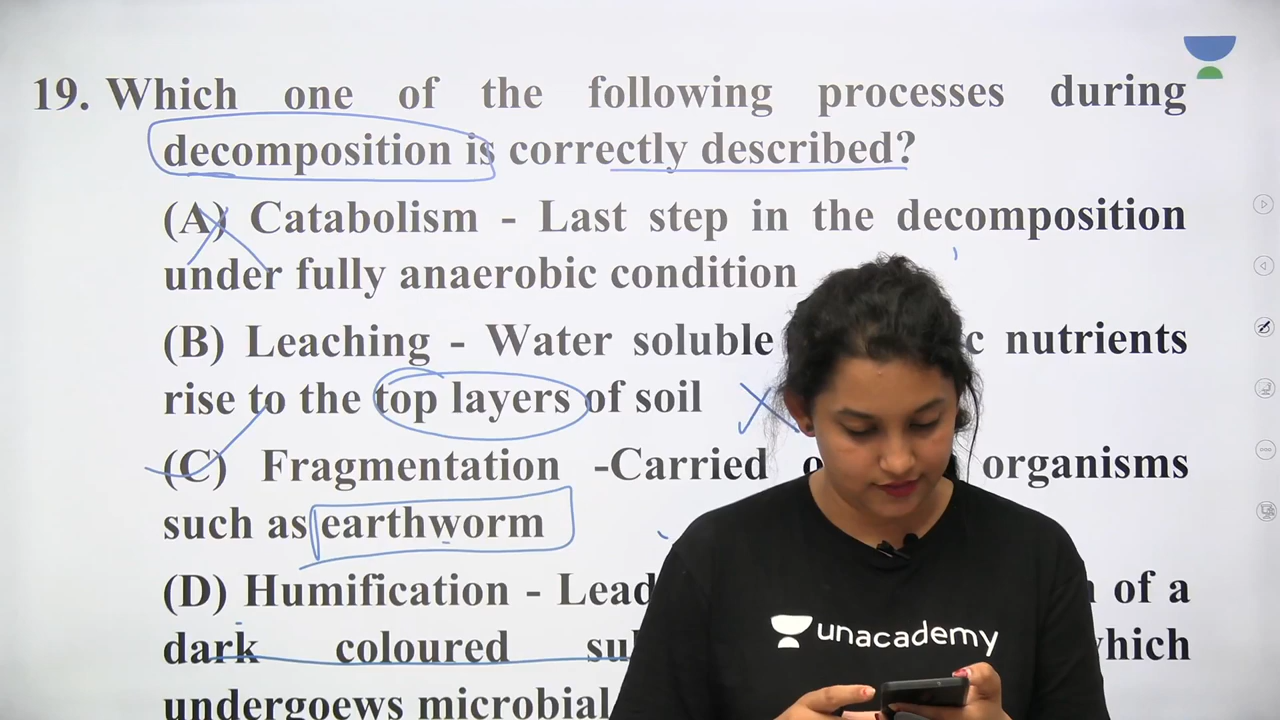 19. Which one of the following processes during
decomposition is correctly described?
(A) Catabolism - Last step in the decomposition
under fully anaerobic condition
(B) Leaching - Water soluble nutrients
rise to the top layers of soil
(C) Fragmentation -Carried organisms
such as earthworm
(D) Humification - of a
dark coloured
undergoews microbial
unacademy